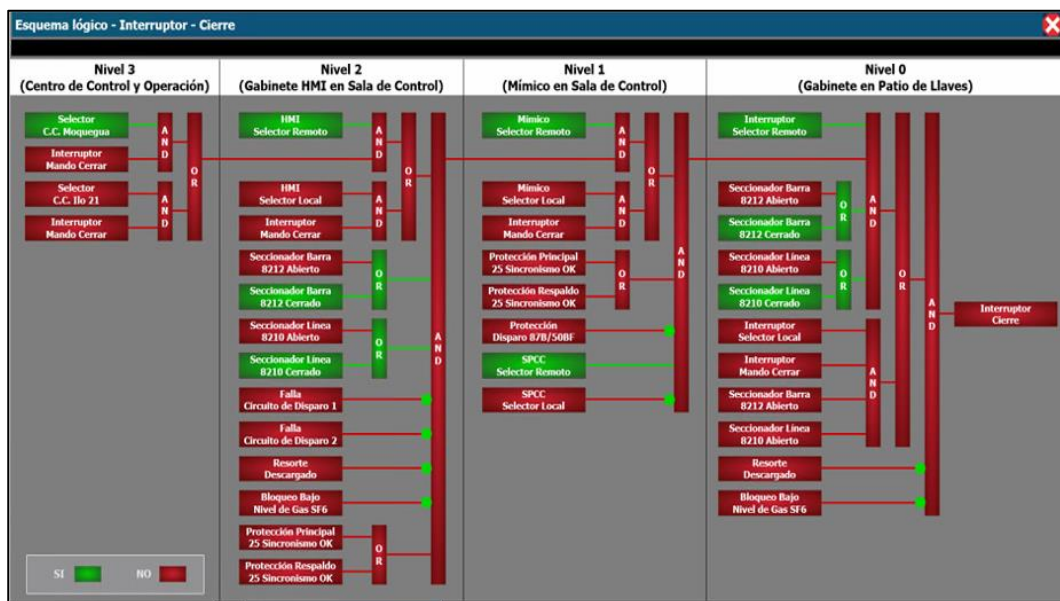 Esquema lógico - Interruptor - Cierre
Nivel 3
(Centro de Control y Operación)
Selector
C.C. Moquegua
Interruptor
Mando Cerrar
Selector
C.C. Ilo 21
Interruptor
Mando Cerrar
AND
AND
OR
SI
NO
Nivel 2
(Gabinete HMI en Sala de Control)
HMI
Selector Remoto
HMI
Selector Local
Interruptor
Mando Cerrar
Seccionador Barra
8212 Abierto
Seccionador Barra
8212 Cerrado
Seccionador Línea
8210 Abierto
Seccionador Línea
8210 Cerrado
Falla
Circuito de Disparo 1
Falla
Circuito de Disparo 2
Resorte
Descargado
Bloqueo Bajo
Nivel de Gas SF6
Protección Principal
25 Sincronismo OK
Protección Respaldo
25 Sincronismo OK
AND
AND
OR
OR
OR
OR
AND
Nivel 1
(Mímico en Sala de Control)
Mímico
Selector Remoto
Mímico
Selector Local
Interruptor
Mando Cerrar
Protección Principal
25 Sincronismo OK
Protección Respaldo
25 Sincronismo OK
Protección
Disparo 87B/50BF
SPCC
Selector Remoto
SPCC
Selector Local
AND
AND
OR
OR
AND
Nivel 0
(Gabinete en Patio de Llaves)
Interruptor
Selector Remoto
Seccionador Barra
8212 Abierto
Seccionador Barra
8212 Cerrado
Seccionador Línea
8210 Abierto
Seccionador Línea
8210 Cerrado
Interruptor
Selector Local
Interruptor
Mando Cerrar
Seccionador Barra
8212 Abierto
Seccionador Línea
8210 Abierto
Resorte
Descargado
Bloqueo Bajo
Nivel de Gas SF6
OR
OR
AND
AND
OR
AND
Interruptor
Cierre